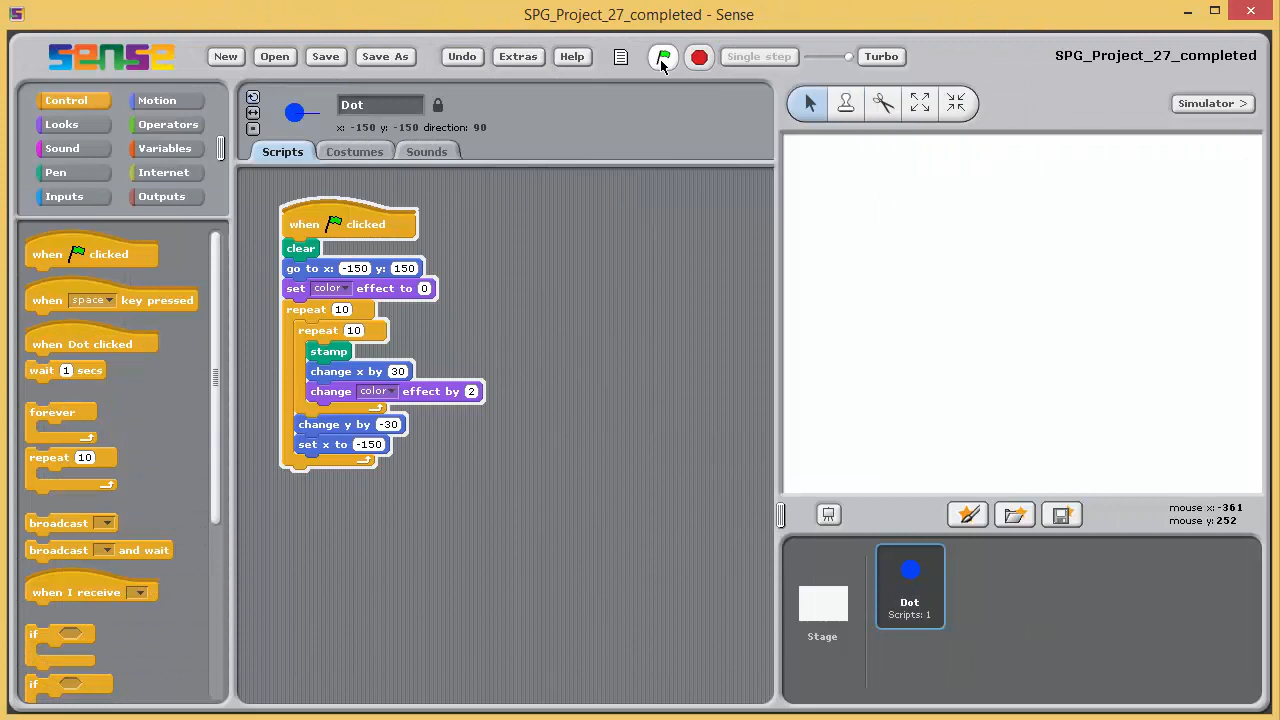 SPG_Project_27_completed - Sense
sense
New
Open
Save
Save As
Undo
Extras
Help
Single step
Turbo
SPG_Project_27_completed
Control
Motion
Looks
Operators
Sound
Variables
Pen
Internet
Inputs
Outputs
Dot
x: -150 y: -150 direction: 90
Scripts
Costumes
Sounds
Simulator >
when clicked
when space key pressed
when Dot clicked
wait 1 secs
forever
repeat 10
broadcast
broadcast and wait
when I receive
if
if
when clicked
clear
go to x: -150 y: 150
set color effect to 0
repeat 10
repeat 10
stamp
change x by 30
change color effect by 2
change y by -30
set x to -150
mouse x: -361
mouse y: 252
Stage
Dot
Scripts: 1